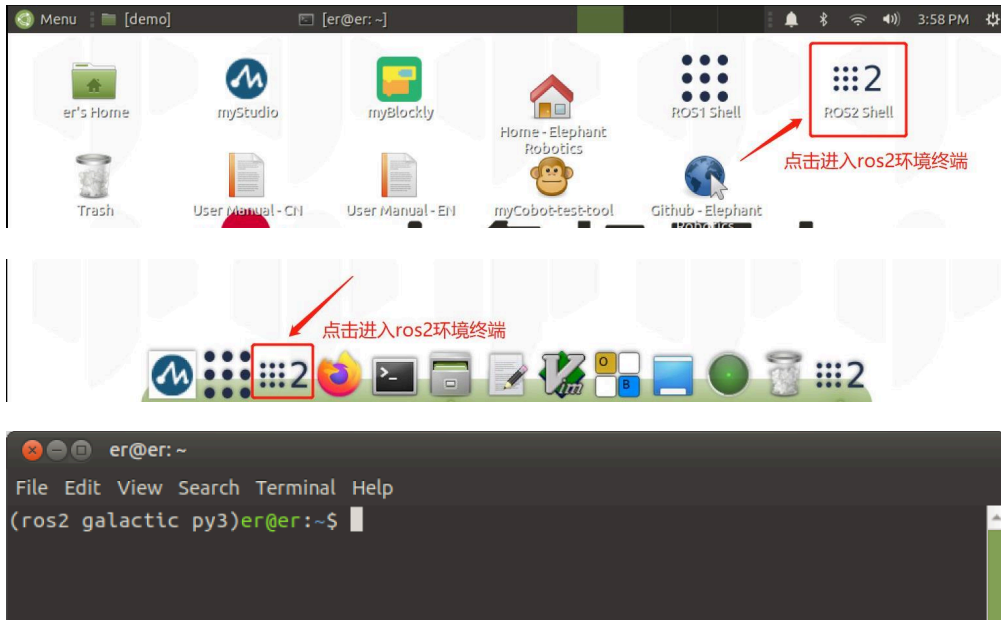 Menu [demo] [er@er: ~] 3:58 PM
er's Home myStudio myBlockly Home - Elephant Robotics ROS1 Shell 2 ROS2 Shell
点击进入ros2环境终端
Trash User Manual - CN User Manual - EN myCobot-test-tool Github - Elephant Robotics
点击进入ros2环境终端
2 >_ Vim O B 2
er@er: ~
File Edit View Search Terminal Help
(ros2 galactic py3)er@er:~$